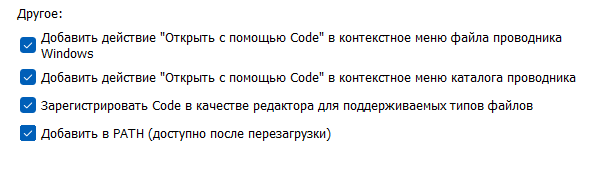 Другое:
Добавить действие "Открыть с помощью Code" в контекстное меню файла проводника
Windows
Добавить действие "Открыть с помощью Code" в контекстное меню каталога проводника
Зарегистрировать Code в качестве редактора для поддерживаемых типов файлов
Добавить в PATH (доступно после перезагрузки)